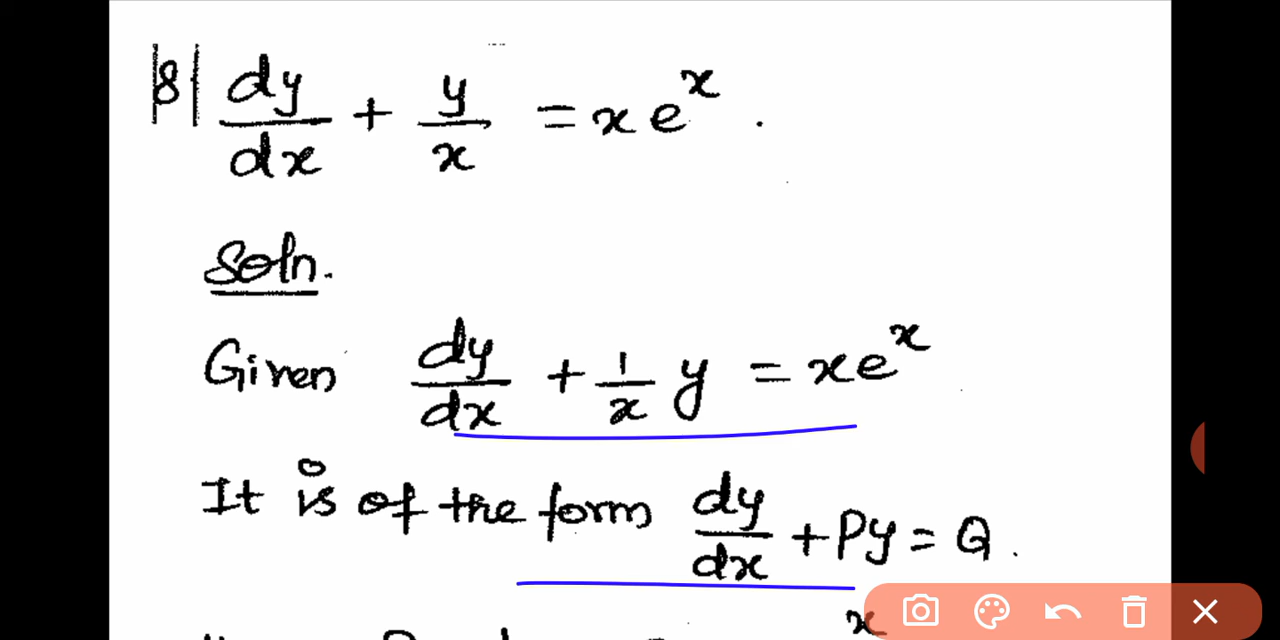 |8| dy/dx + y/x = xe^x .
Soln.
Given dy/dx + 1/x y = xe^x
It is of the form dy/dx + Py = Q .
x